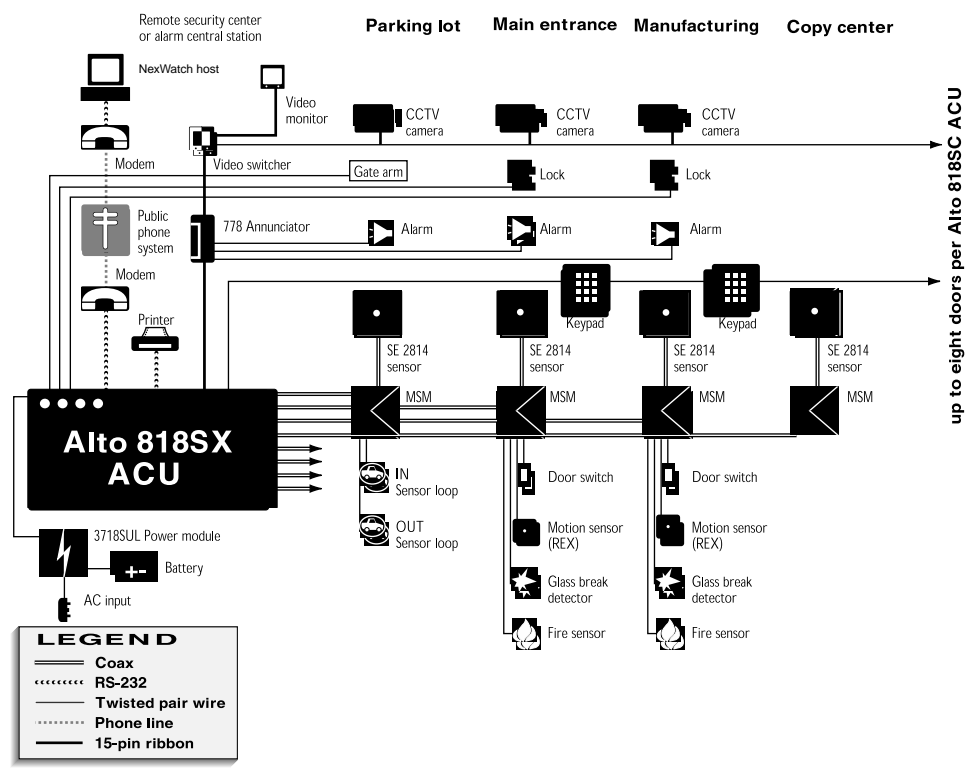 Remote security center
or alarm central station
NexWatch host
Video
monitor
Parking lot
Main entrance
Manufacturing
Copy center
CCTV
camera
CCTV
camera
CCTV
camera
Modem
Video switcher
Gate arm
Lock
Lock
Public
phone
system
778 Annunciator
Alarm
Alarm
Alarm
Modem
Printer
Keypad
Keypad
SE 2814
sensor
SE 2814
sensor
SE 2814
sensor
SE 2814
sensor
MSM
MSM
MSM
MSM
Alto 818SX
ACU
IN
Sensor loop
Door switch
Door switch
OUT
Sensor loop
Motion sensor
(REX)
Motion sensor
(REX)
3718SUL Power module
Battery
Glass break
detector
Glass break
detector
AC input
Fire sensor
Fire sensor
up to eight doors per Alto 818SC ACU
LEGEND
Coax
RS-232
Twisted pair wire
Phone line
15-pin ribbon